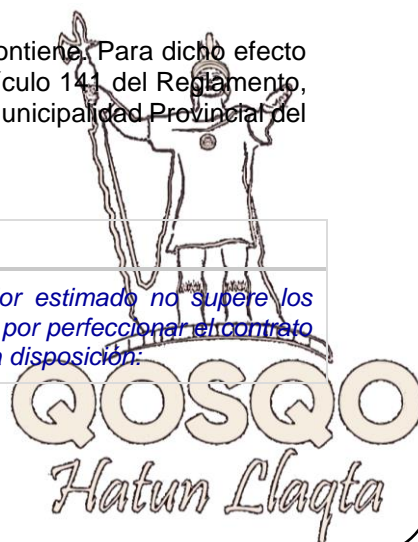 ontiene. Para dicho efecto
ículo 141 del Reglamento,
unicipalidad Provincial del
or estimado no supere los
por perfeccionar el contrato
a disposición:
QOSQO
Hatun Llaqta